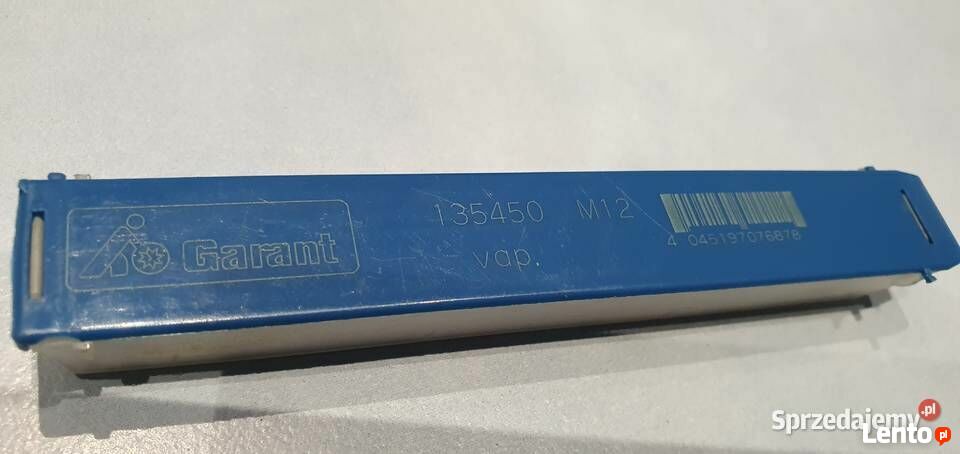 Garant
135450 M12
vap.
4 045197076878
Sprzedajemy.pl
Lento.pl